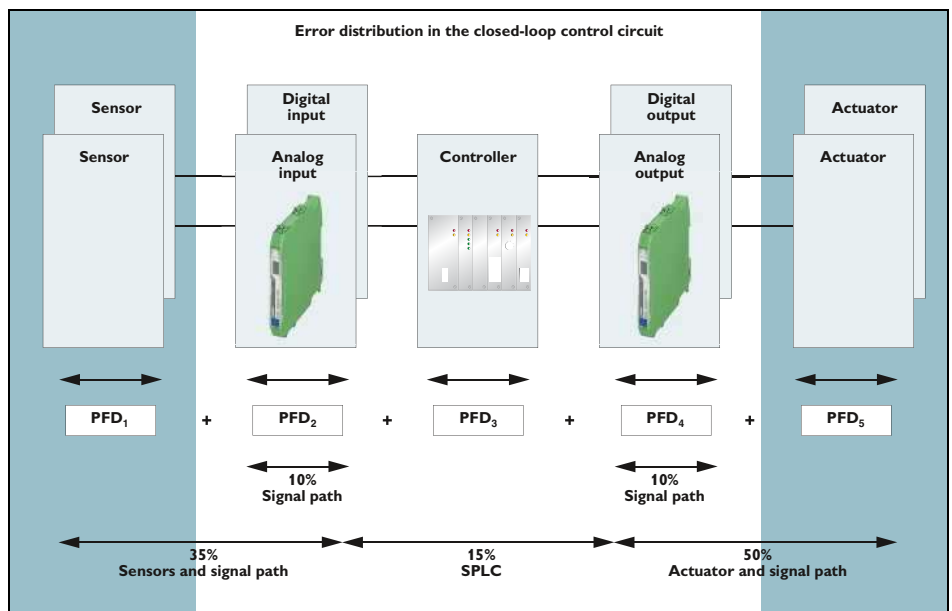 Error distribution in the closed-loop control circuit
Sensor
Digital
input
Digital
output
Actuator
Sensor
Analog
input
Controller
Analog
output
Actuator
PFD1 + PFD2 + PFD3 + PFD4 + PFD5
10%
Signal path
10%
Signal path
35%
Sensors and signal path
15%
SPLC
50%
Actuator and signal path